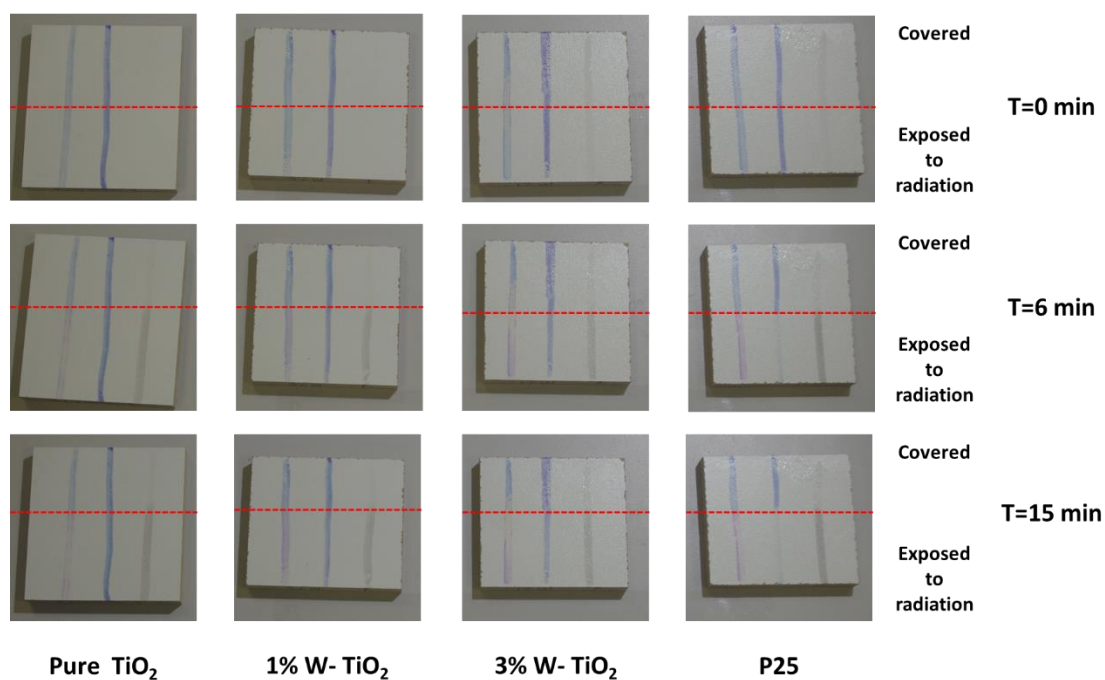 Covered
T=0 min
Exposed
to
radiation
Covered
T=6 min
Exposed
to
radiation
Covered
T=15 min
Exposed
to
radiation
Pure TiO₂
1% W- TiO₂
3% W- TiO₂
P25